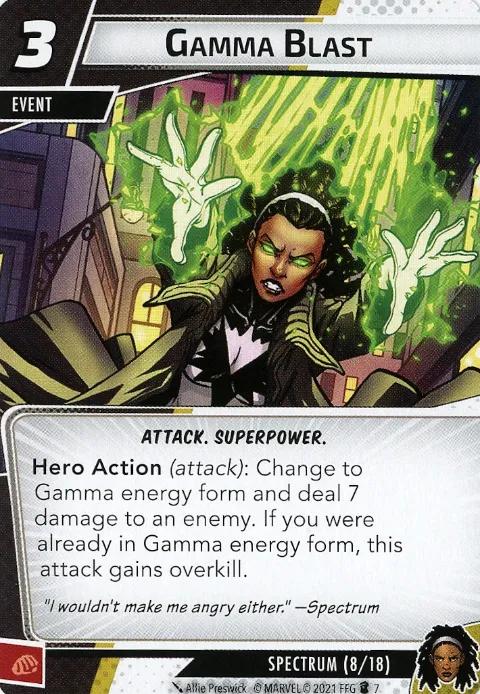 3
GAMMA BLAST
EVENT
ATTACK. SUPERPOWER.
Hero Action (attack): Change to
Gamma energy form and deal 7
damage to an enemy. If you were
already in Gamma energy form, this
attack gains overkill.
"I wouldn't make me angry either." —Spectrum
SPECTRUM (8/18)
Allie Preswick © MARVEL © 2021 FFG 7